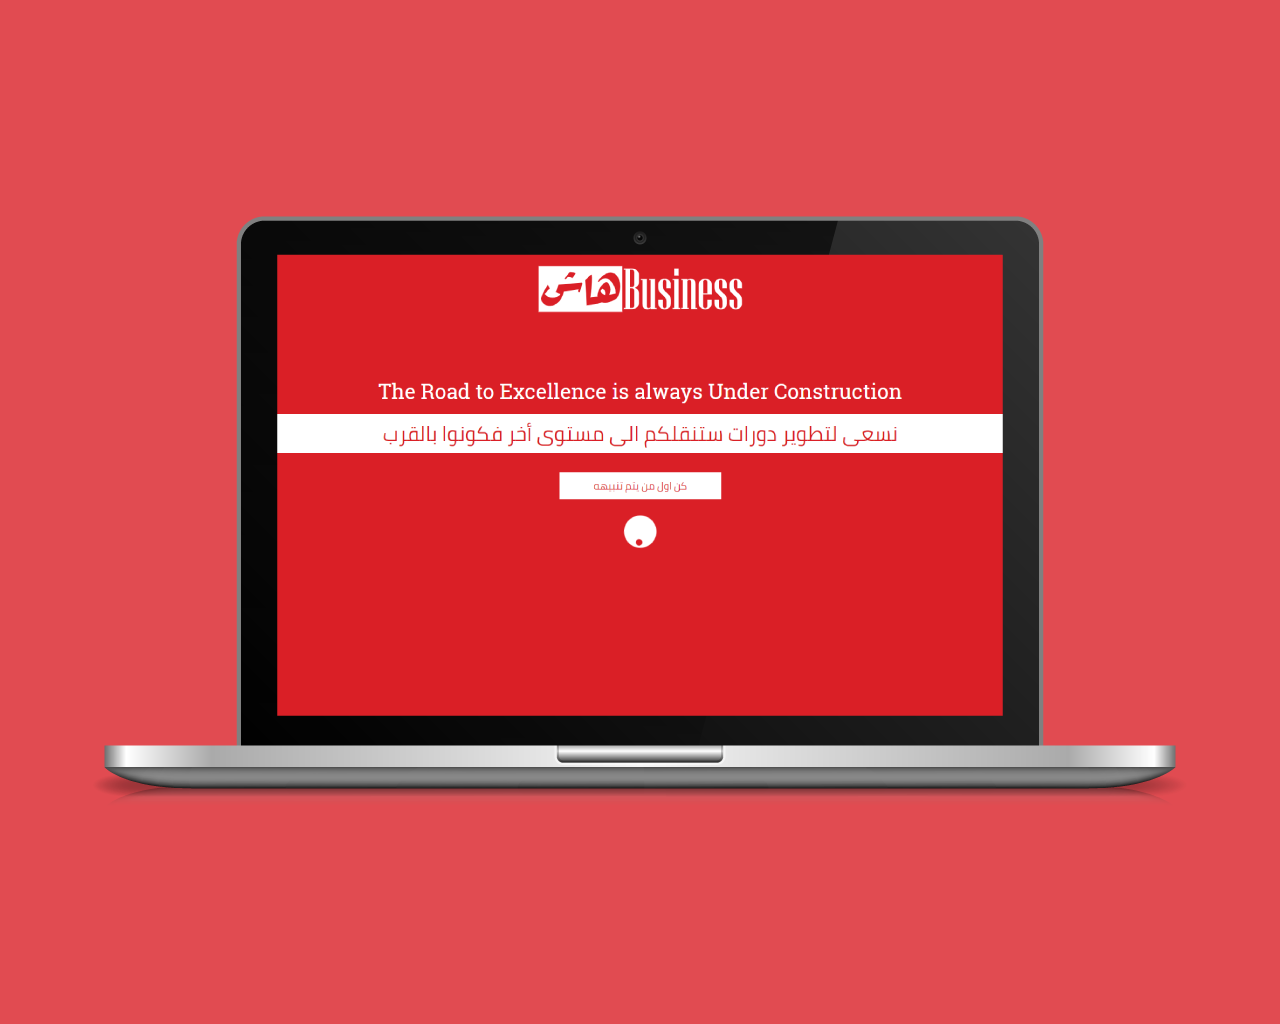 هاشBusiness
The Road to Excellence is always Under Construction
نسعى لتطوير دورات ستنقلكم الى مستوى أخر فكونوا بالقرب
كن اول من يتم تنبيهه